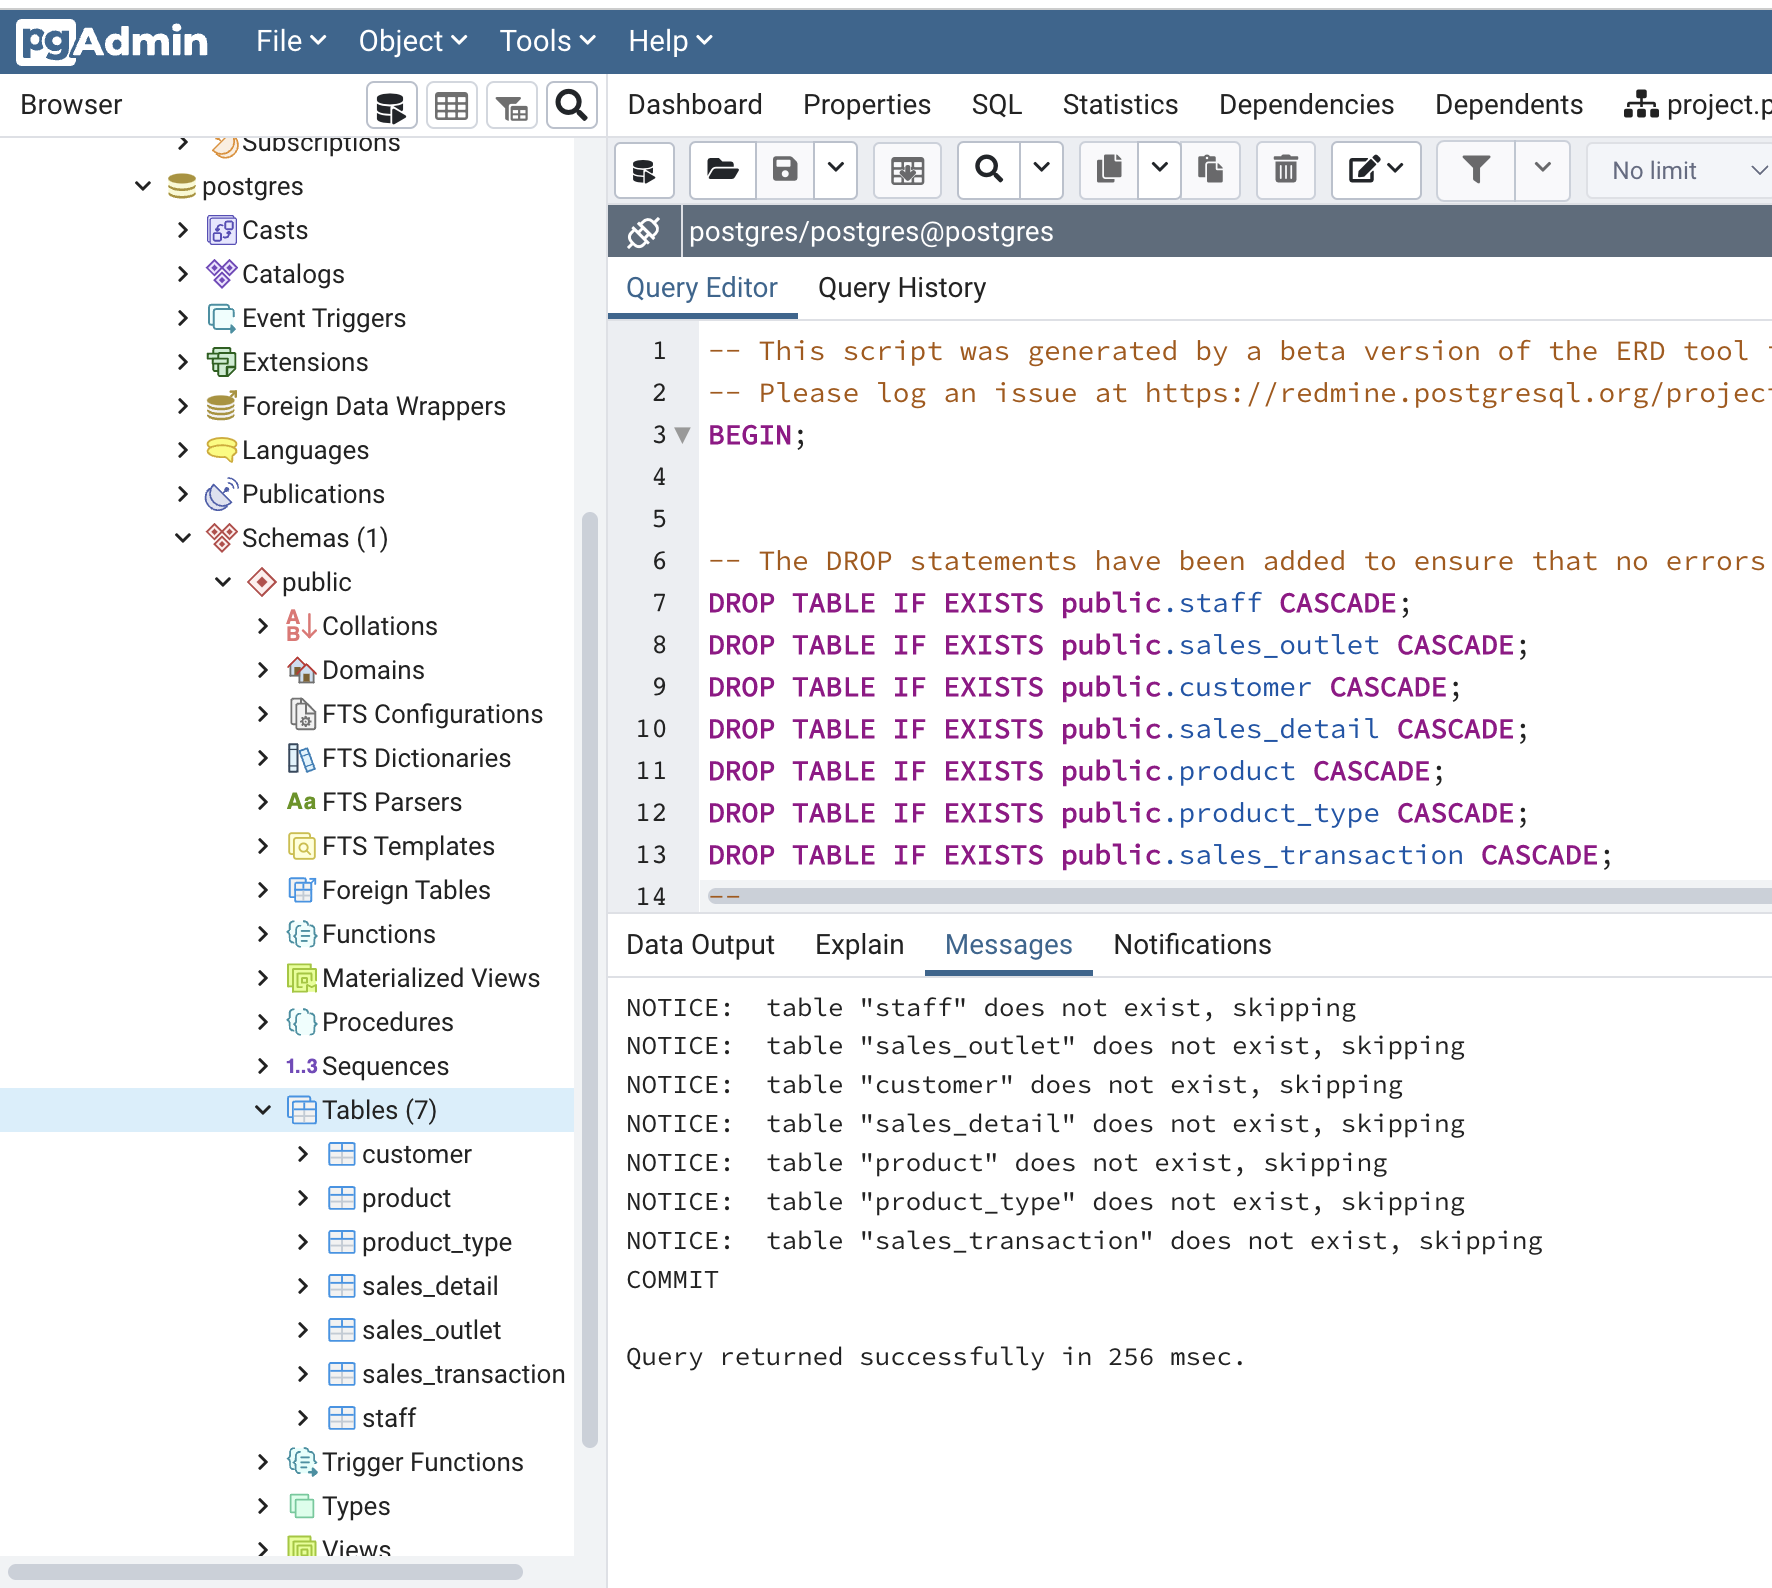 pgAdmin File Object Tools Help
Browser
Dashboard Properties SQL Statistics Dependencies Dependents project.p
Subscriptions
postgres
Casts
Catalogs
Event Triggers
Extensions
Foreign Data Wrappers
Languages
Publications
Schemas (1)
public
Collations
Domains
FTS Configurations
FTS Dictionaries
Aa FTS Parsers
FTS Templates
Foreign Tables
Functions
Materialized Views
Procedures
1..3 Sequences
Tables (7)
customer
product
product_type
sales_detail
sales_outlet
sales_transaction
staff
Trigger Functions
Types
Views
No limit
postgres/postgres@postgres
Query Editor Query History
1 -- This script was generated by a beta version of the ERD tool
2 -- Please log an issue at https://redmine.postgresql.org/project
3 BEGIN;
4
5
6 -- The DROP statements have been added to ensure that no errors
7 DROP TABLE IF EXISTS public.staff CASCADE;
8 DROP TABLE IF EXISTS public.sales_outlet CASCADE;
9 DROP TABLE IF EXISTS public.customer CASCADE;
10 DROP TABLE IF EXISTS public.sales_detail CASCADE;
11 DROP TABLE IF EXISTS public.product CASCADE;
12 DROP TABLE IF EXISTS public.product_type CASCADE;
13 DROP TABLE IF EXISTS public.sales_transaction CASCADE;
14 --
Data Output Explain Messages Notifications
NOTICE:  table "staff" does not exist, skipping
NOTICE:  table "sales_outlet" does not exist, skipping
NOTICE:  table "customer" does not exist, skipping
NOTICE:  table "sales_detail" does not exist, skipping
NOTICE:  table "product" does not exist, skipping
NOTICE:  table "product_type" does not exist, skipping
NOTICE:  table "sales_transaction" does not exist, skipping
COMMIT
Query returned successfully in 256 msec.